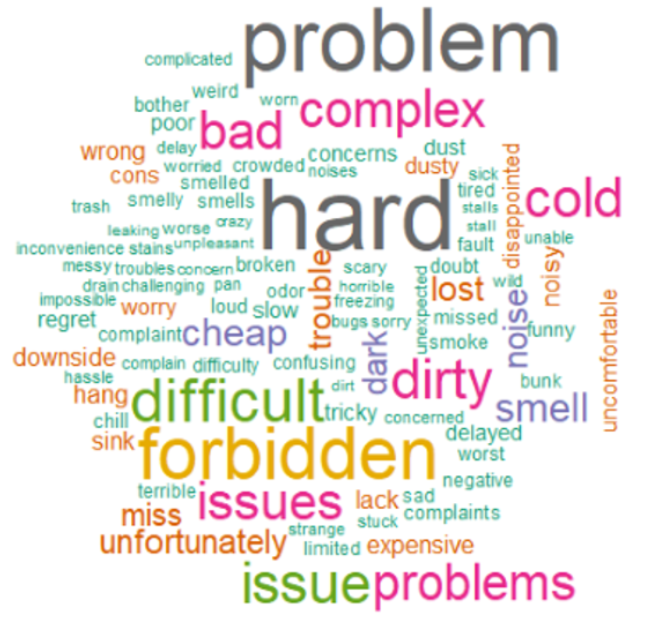 problem
complicated
weird
bother
worn
complex
poor
bad
wrong
delay
concerns
dust
cons
worried
crowded
noises
dusty
disappointed
smelled
sick
cold
trash
smelly
smells
hard
tired
stalls
leaking
worse
crazy
stall
unable
inconvenience
stains
unpleasant
fault
messy
troubles
concern
broken
trouble
scary
doubt
noisy
drain
challenging
pan
odor
horrible
unexpected
lost
wild
impossible
worry
loud
slow
freezing
noise
uncomfortable
regret
complaint
cheap
bugs
sorry
missed
funny
downside
complain
difficulty
confusing
dark
smoke
hassle
dirt
dirty
bunk
hang
difficult
tricky
concerned
smell
chill
sink
forbidden
delayed
worst
terrible
issues
lack
sad
negative
miss
strange
stuck
complaints
unfortunately
limited
expensive
issue
problems